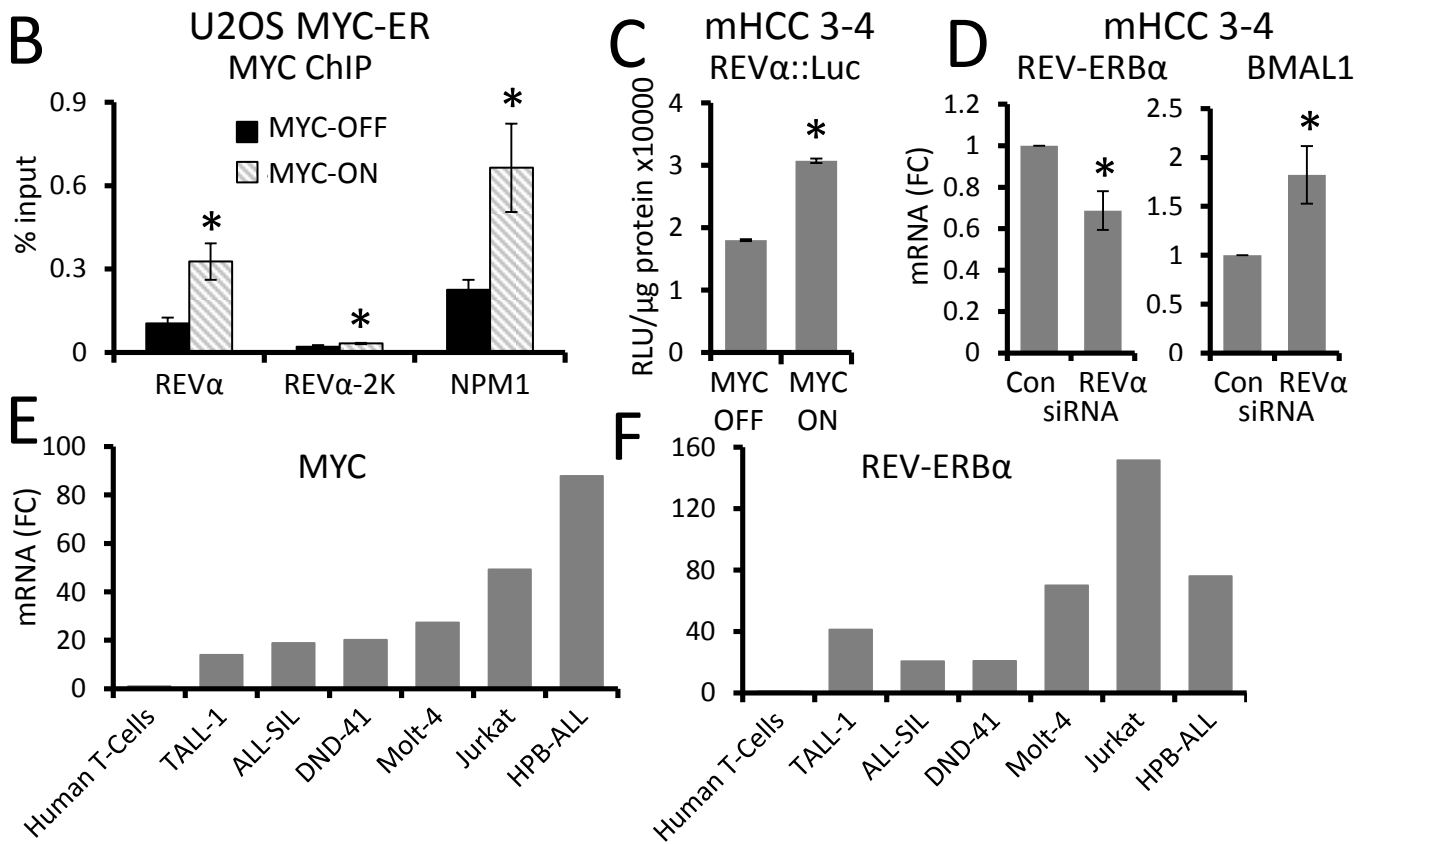 B
U2OS MYC-ER
MYC ChIP
% input
0.9
0.6
0.3
0
MYC-OFF
MYC-ON
*
*
*
REVα
REVα-2K
NPM1
C
mHCC 3-4
REVα::Luc
RLU/µg protein x10000
4
3
2
1
0
*
MYC
OFF
MYC
ON
D
mHCC 3-4
REV-ERBα
mRNA (FC)
1.2
1
0.8
0.6
0.4
0.2
0
*
Con REVα
siRNA
BMAL1
2.5
2
1.5
1
0.5
0
*
Con REVα
siRNA
E
MYC
mRNA (FC)
100
80
60
40
20
0
Human T-Cells
TALL-1
ALL-SIL
DND-41
Molt-4
Jurkat
HPB-ALL
F
REV-ERBα
160
120
80
40
0
Human T-Cells
TALL-1
ALL-SIL
DND-41
Molt-4
Jurkat
HPB-ALL